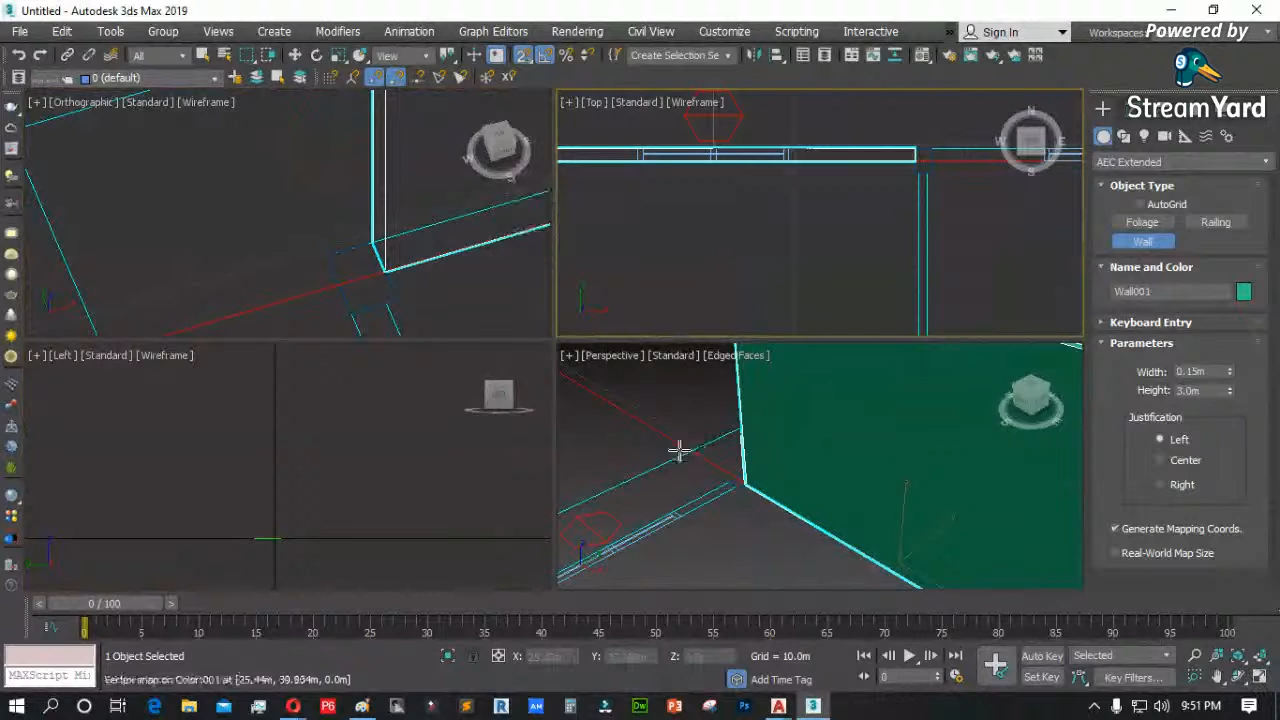 Untitled - Autodesk 3ds Max 2019
File Edit Tools Group Views Create Modifiers Animation Graph Editors Rendering Civil View Customize Scripting Interactive » Sign In Workspaces:
Powered by
StreamYard
All
View
Create Selection Se
0 (default)
[+] [Orthographic] [Standard] [Wireframe]
[+] [Top] [Standard] [Wireframe]
[+] [Left] [Standard] [Wireframe]
[+] [Perspective] [Standard] [Edged Faces]
AEC Extended
Object Type
AutoGrid
Foliage Railing
Wall
Name and Color
Wall001
Keyboard Entry
Parameters
Width: 0.15m
Height: 3.0m
Justification
Left
Center
Right
Generate Mapping Coords.
Real-World Map Size
0 / 100
0 5 10 15 20 25 30 35 40 45 50 55 60 65 70 75 80 85 90 95 100
1 Object Selected
X: Y: Z: Grid = 10.0m
Auto Key Selected
MAXScript Mi
Add Time Tag
0
Set Key Key Filters...
9:51 PM